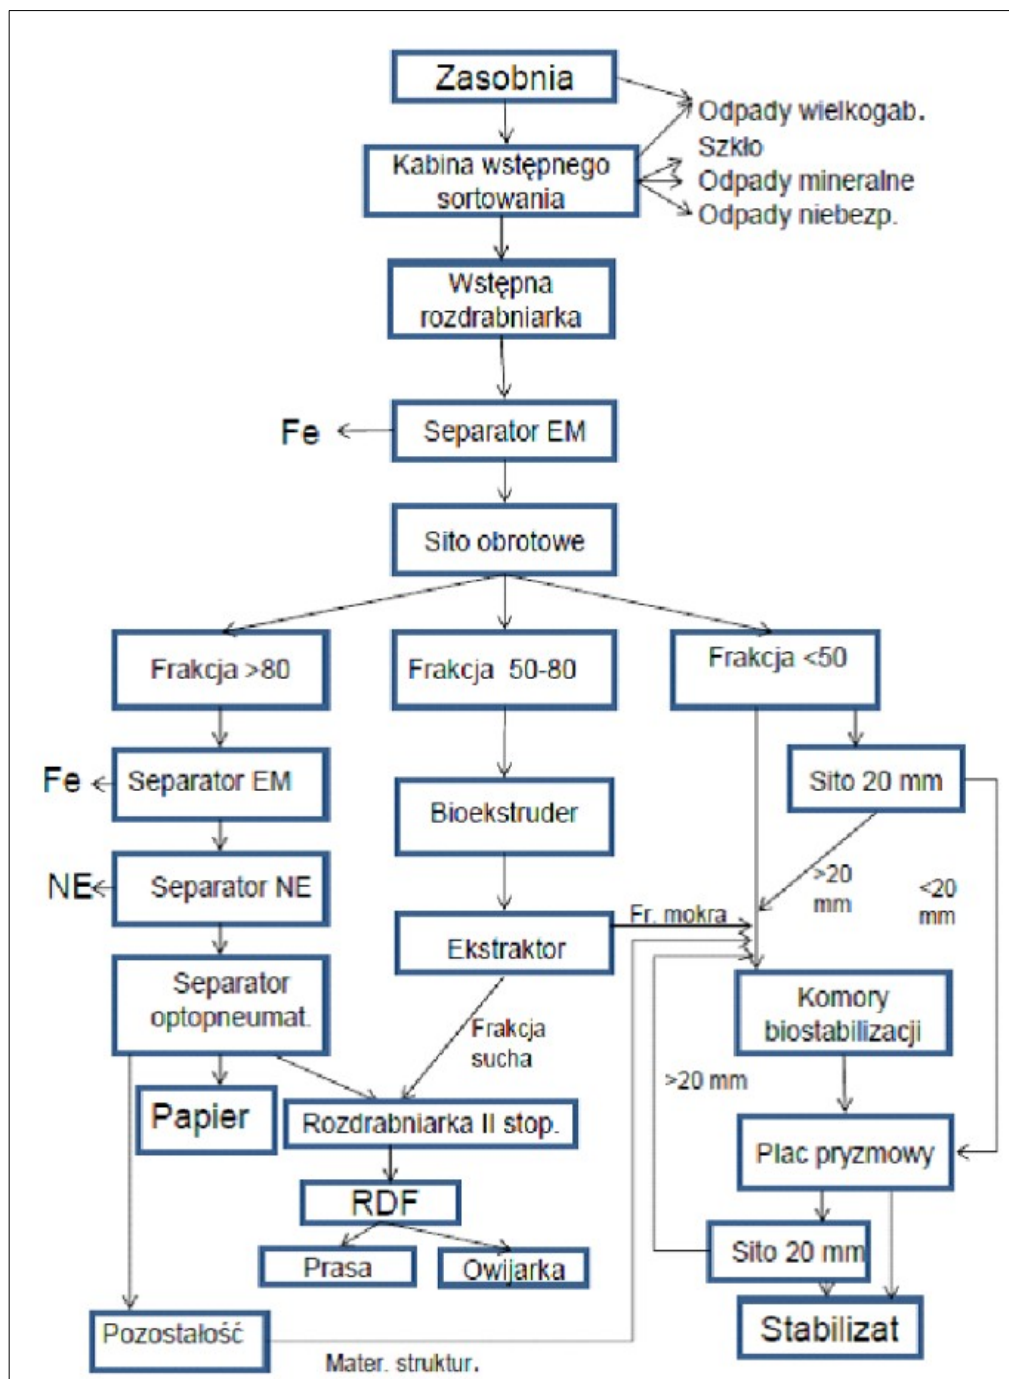 Zasobnia
Odpady wielkogab.
Szkło
Kabina wstępnego
sortowania
Odpady mineralne
Odpady niebezp.
Wstępna
rozdrabniarka
Fe
Separator EM
Sito obrotowe
Frakcja >80
Frakcja 50-80
Frakcja <50
Fe
Separator EM
Bioekstruder
Sito 20 mm
NE
Separator NE
>20
mm
<20
mm
Fr. mokra
Ekstraktor
Separator
optopneumat.
Frakcja
sucha
Komory
biostabilizacji
>20 mm
Papier
Rozdrabniarka II stop.
Plac pryzmowy
RDF
Prasa
Owijarka
Sito 20 mm
Stabilizat
Pozostałość
Mater. struktur.